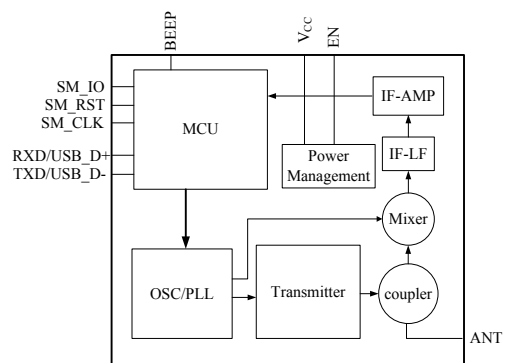 BEEP
Vcc
EN
SM_IO
SM_RST
SM_CLK
RXD/USB_D+
TXD/USB_D-
MCU
IF-AMP
IF-LF
Power
Management
Mixer
OSC/PLL
Transmitter
coupler
ANT